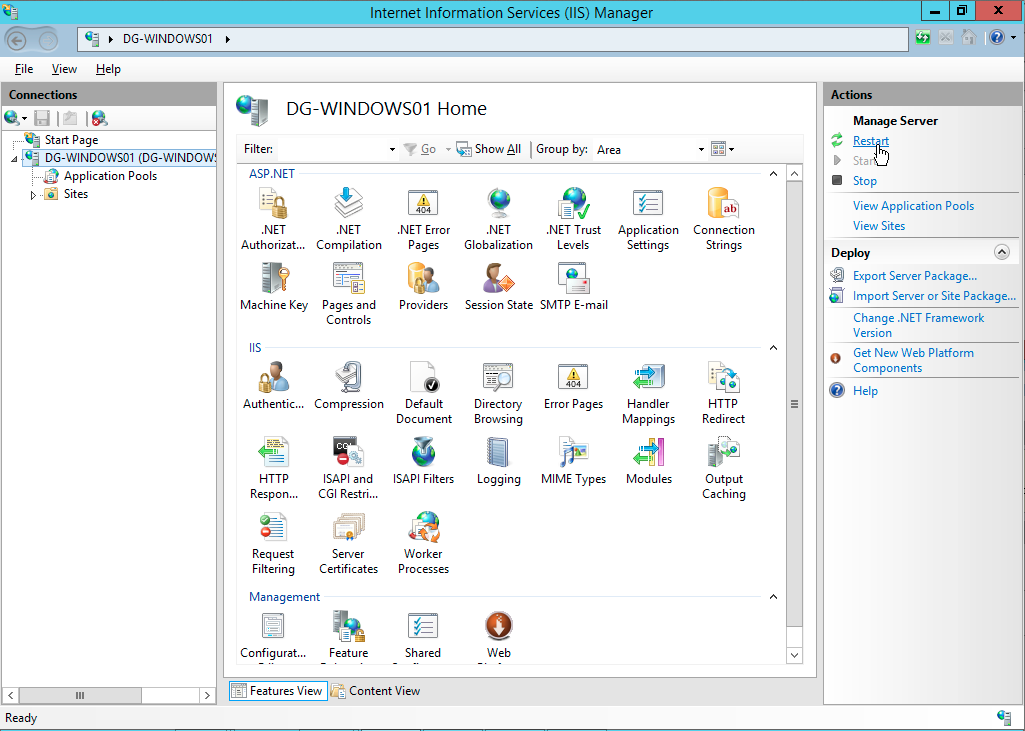 Internet Information Services (IIS) Manager
DG-WINDOWS01
File View Help
Connections
Start Page
DG-WINDOWS01 (DG-WINDOWS
Application Pools
Sites
DG-WINDOWS01 Home
Filter: Go Show All Group by: Area
ASP.NET
.NET Authorizat...
.NET Compilation
.NET Error Pages
.NET Globalization
.NET Trust Levels
Application Settings
Connection Strings
Machine Key
Pages and Controls
Providers
Session State
SMTP E-mail
IIS
Authentic...
Compression
Default Document
Directory Browsing
Error Pages
Handler Mappings
HTTP Redirect
HTTP Respon...
ISAPI and CGI Restri...
ISAPI Filters
Logging
MIME Types
Modules
Output Caching
Request Filtering
Server Certificates
Worker Processes
Management
Configurat...
Feature
Shared
Web
Features View Content View
Actions
Manage Server
Restart
Start
Stop
View Application Pools
View Sites
Deploy
Export Server Package...
Import Server or Site Package...
Change .NET Framework
Version
Get New Web Platform
Components
Help
Ready